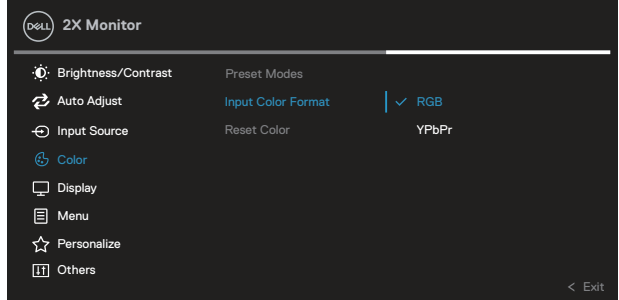 DELL 2X Monitor
Brightness/Contrast Preset Modes
Auto Adjust Input Color Format RGB
Input Source Reset Color YPbPr
Color
Display
Menu
Personalize
Others
< Exit